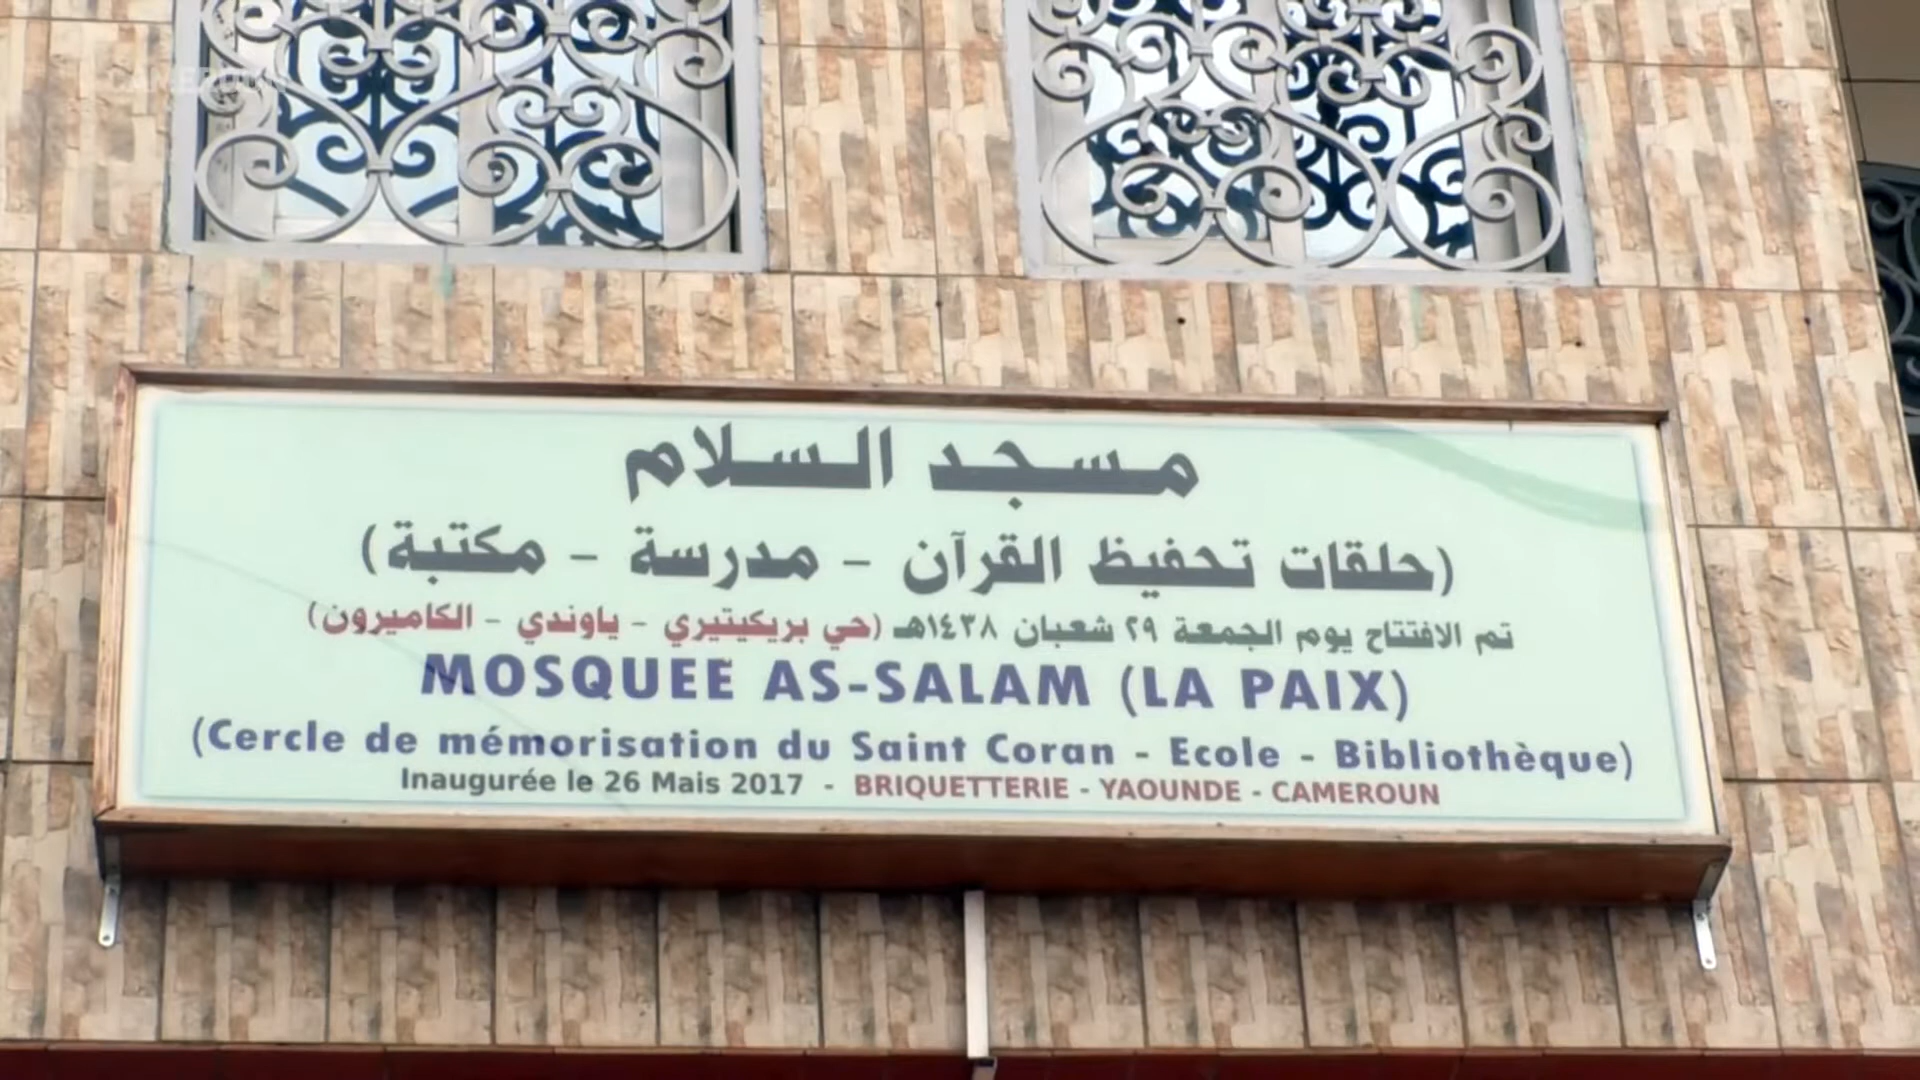 CAMEROUN
مسجد السلام
(حلقات تحفيظ القرآن - مدرسة - مكتبة)
تم الافتتاح يوم الجمعة ٢٩ شعبان ١٤٣٨هـ (حي بريكيتيري - ياوندي - الكاميرون)
MOSQUEE AS-SALAM (LA PAIX)
(Cercle de mémorisation du Saint Coran - Ecole - Bibliothèque)
Inaugurée le 26 Mais 2017 - BRIQUETTERIE - YAOUNDE - CAMEROUN